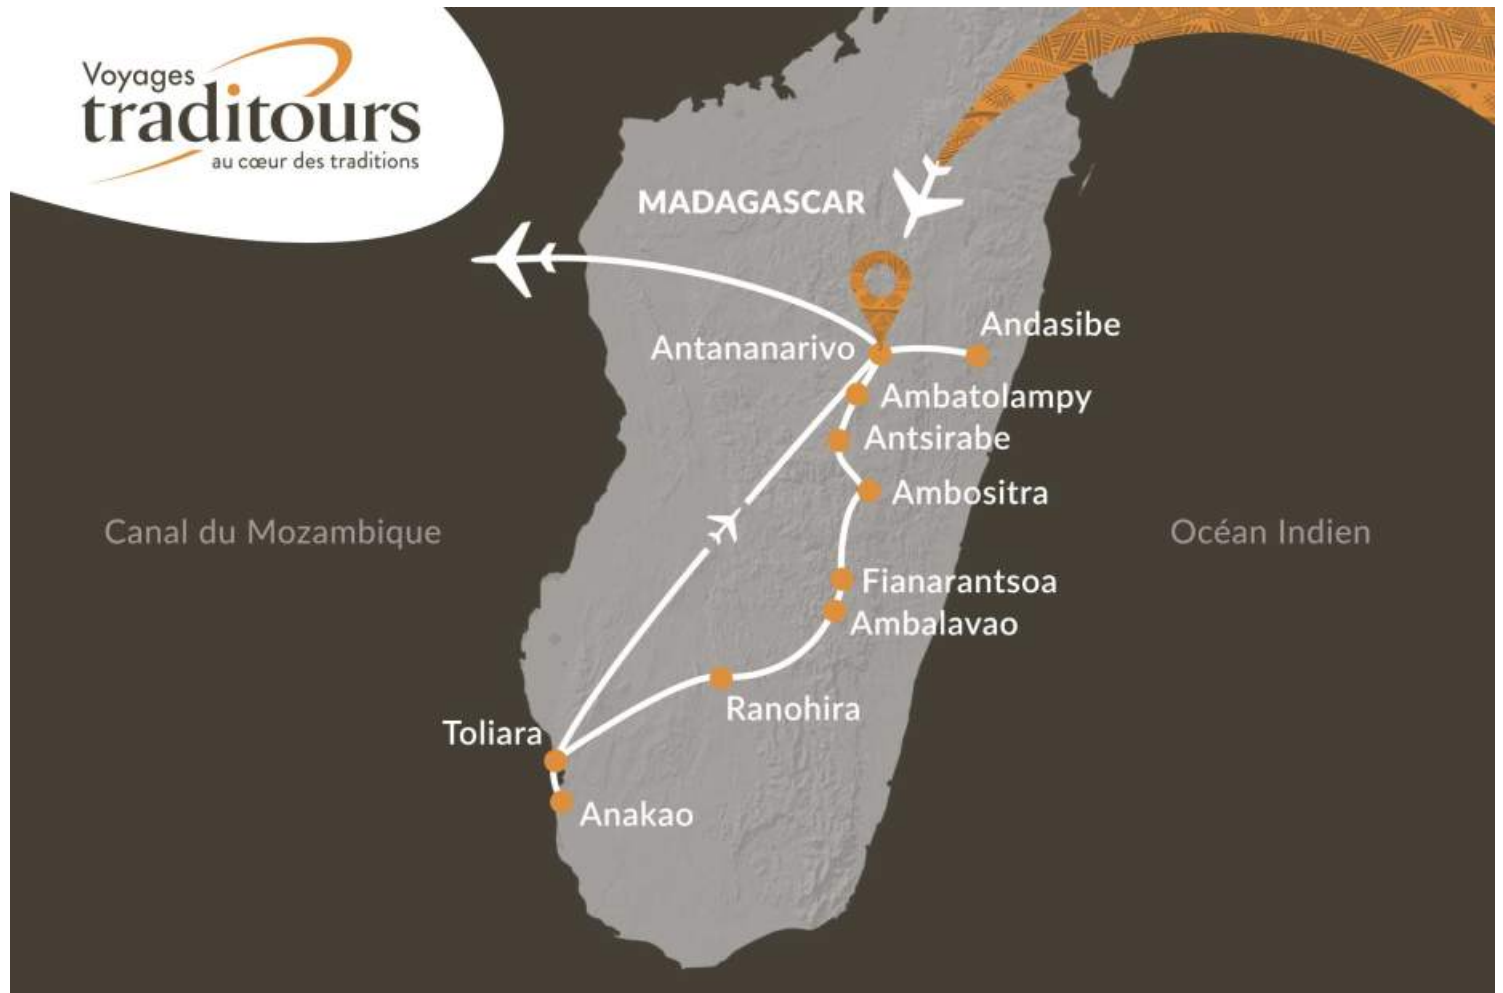 Voyages
traditours
au cœur des traditions
MADAGASCAR
Andasibe
Antananarivo
Ambatolampy
Antsirabe
Ambositra
Canal du Mozambique
Océan Indien
Fianarantsoa
Ambalavao
Ranohira
Toliara
Anakao